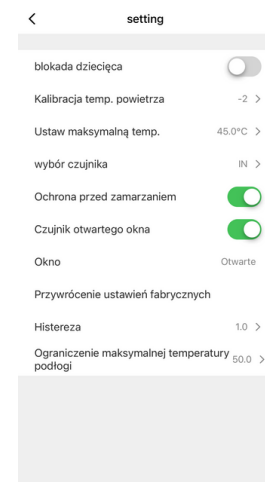 setting
blokada dziecięca
Kalibracja temp. powietrza -2
Ustaw maksymalną temp. 45.0°C
wybór czujnika IN
Ochrona przed zamarzaniem
Czujnik otwartego okna
Okno Otwarte
Przywrócenie ustawień fabrycznych
Histereza 1.0
Ograniczenie maksymalnej temperatury 50.0
podłogi